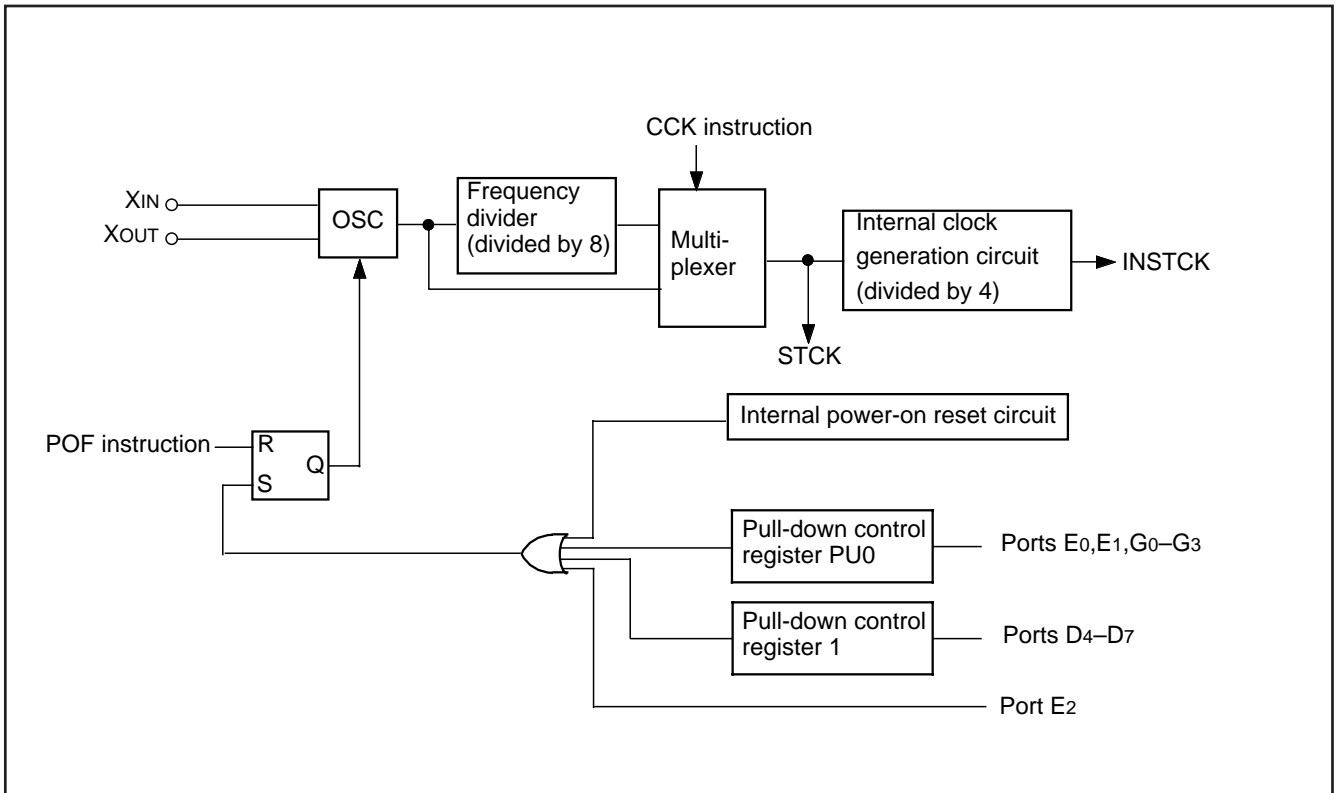 CCK instruction
XIN
XOUT
OSC
Frequency
divider
(divided by 8)
Multi-
plexer
Internal clock
generation circuit
(divided by 4)
INSTCK
STCK
Internal power-on reset circuit
POF instruction
R
S
Q
Pull-down control
register PU0
Ports E0,E1,G0–G3
Pull-down control
register 1
Ports D4–D7
Port E2